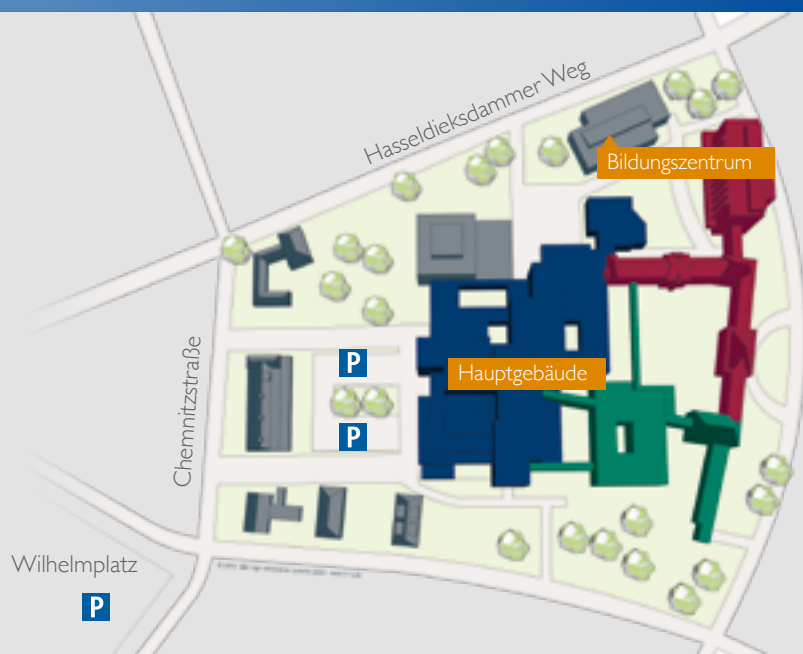 Hasseldieksdammer Weg
Bildungszentrum
Chemnitzstraße
P
Hauptgebäude
P
Wilhelmplatz
P